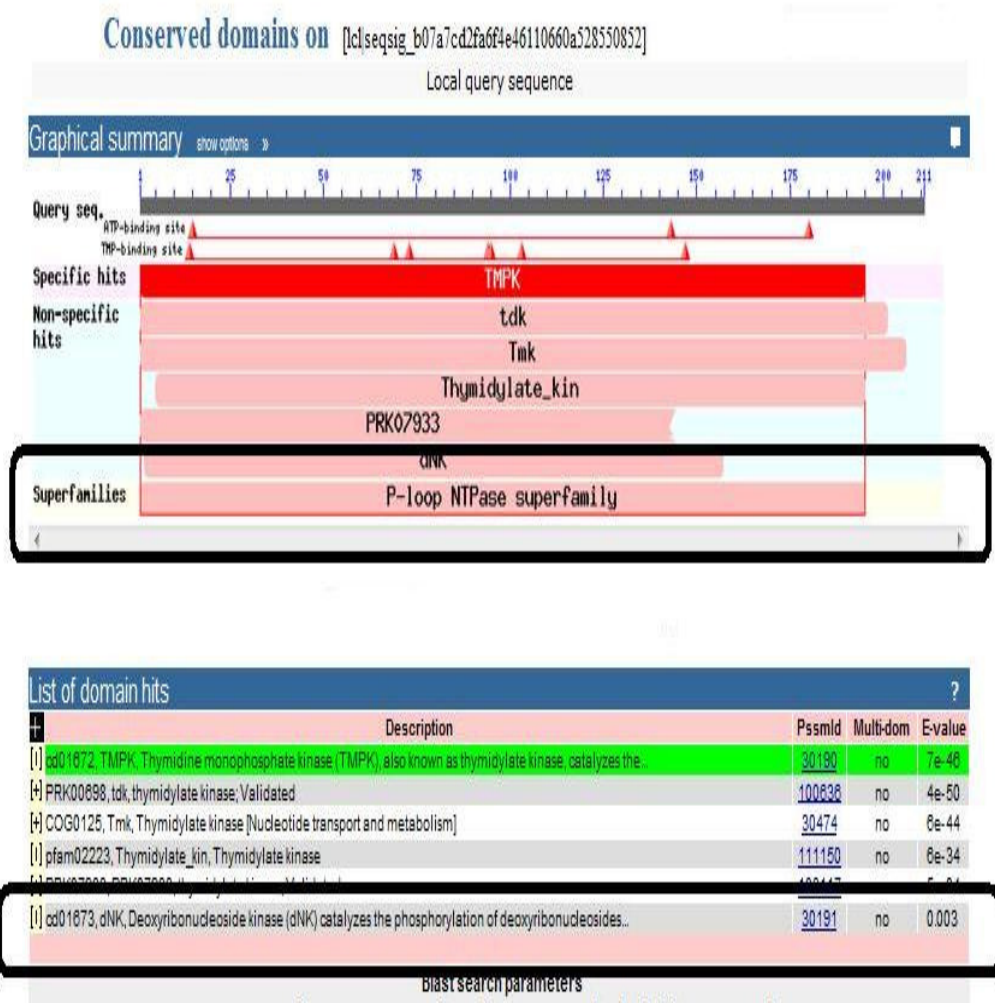 Conserved domains on [lcl|seqsig_b07a7cd2fa6f4e46110660a528550852]
Local query sequence
Graphical summary show options »
1 25 50 75 100 125 150 175 200 211
Query seq.
ATP-binding site
TMP-binding site
Specific hits TMPK
Non-specific hits tdk
Tmk
Thymidylate_kin
PRK07933
dNK
Superfamilies P-loop NTPase superfamily
List of domain hits ?
+ Description PssmId Multi-dom E-value
cd01672, TMPK, Thymidine monophosphate kinase (TMPK), also known as thymidylate kinase, catalyzes the... 30190 no 7e-46
[+] PRK00698, tdk, thymidylate kinase; Validated 100636 no 4e-50
[+] COG0125, Tmk, Thymidylate kinase [Nucleotide transport and metabolism] 30474 no 6e-44
pfam02223, Thymidylate_kin, Thymidylate kinase 111150 no 6e-34
cd01673, dNK, Deoxyribonucleoside kinase (dNK) catalyzes the phosphorylation of deoxyribonucleosides... 30191 no 0.003
Blast search parameters